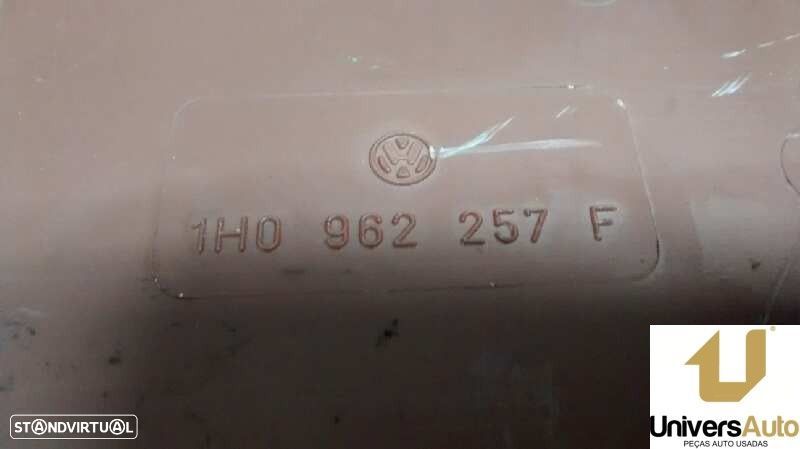 1H0 962 257 F
STANDVIRTUAL
UniversAuto
PEÇAS AUTO USADAS